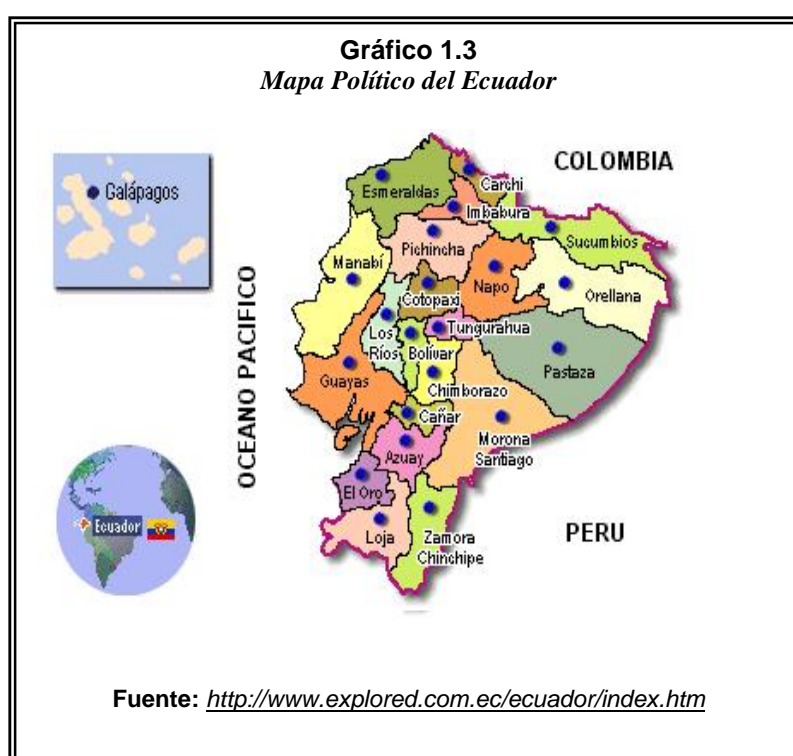 Gráfico 1.3
Mapa Político del Ecuador
COLOMBIA
Galápagos
Esmeraldas
Carchi
Imbabura
Sucumbios
Pichincha
Manabí
Napo
Orellana
Cotopaxi
Tungurahua
Los
Ríos
Bolívar
Pastaza
Guayas
Chimborazo
Cañar
Morona
Santiago
Azuay
OCEANO PACIFICO
El Oro
Ecuador
Loja
Zamora
Chinchipe
PERU
Fuente: http://www.explored.com.ec/ecuador/index.htm